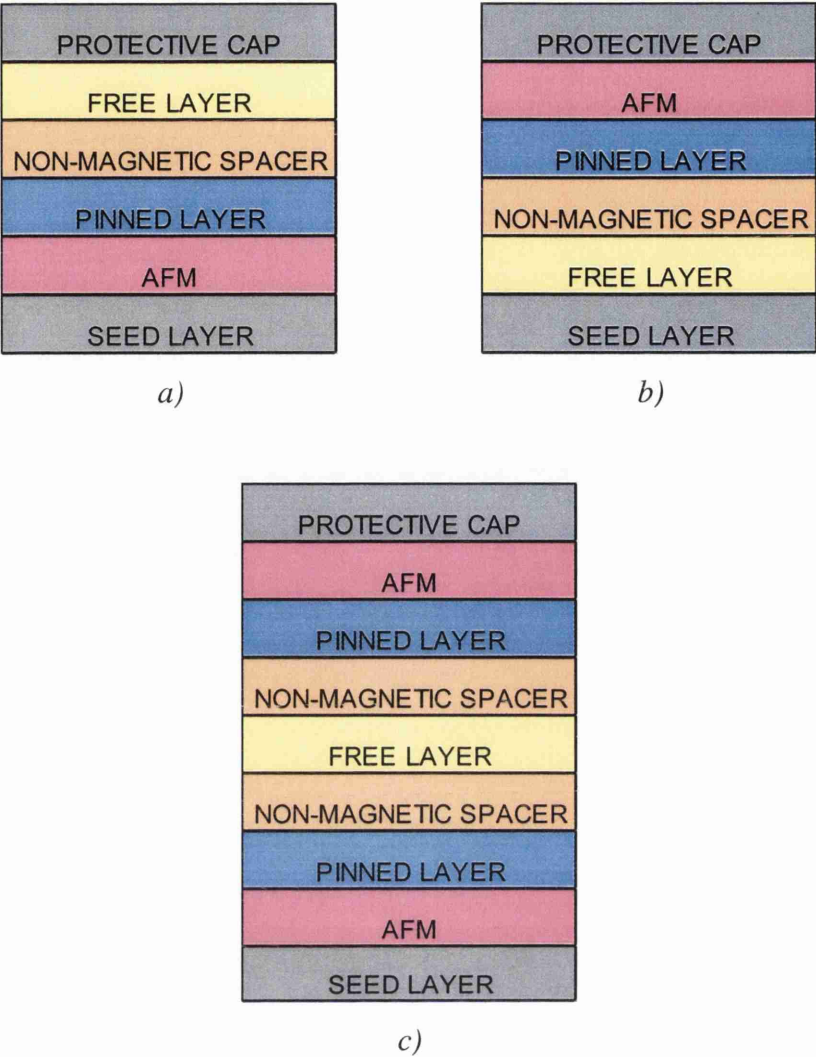 PROTECTIVE CAP
FREE LAYER
NON-MAGNETIC SPACER
PINNED LAYER
AFM
SEED LAYER
a)
PROTECTIVE CAP
AFM
PINNED LAYER
NON-MAGNETIC SPACER
FREE LAYER
SEED LAYER
b)
PROTECTIVE CAP
AFM
PINNED LAYER
NON-MAGNETIC SPACER
FREE LAYER
NON-MAGNETIC SPACER
PINNED LAYER
AFM
SEED LAYER
c)